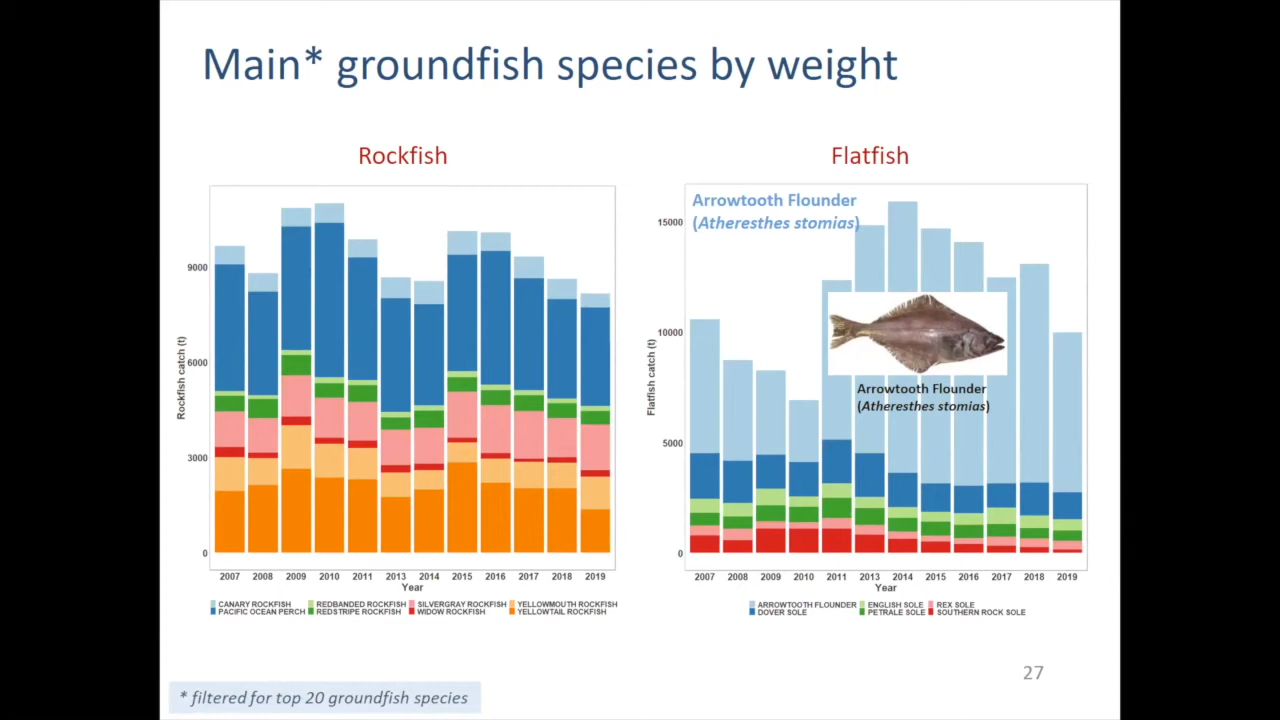 Main* groundfish species by weight
Rockfish
Flatfish
Rockfish catch (t)
9000
6000
3000
0
2007 2008 2009 2010 2011 2013 2014 2015 2016 2017 2018 2019
Year
CANARY ROCKFISH REDBANDED ROCKFISH SILVERGRAY ROCKFISH YELLOWMOUTH ROCKFISH
PACIFIC OCEAN PERCH REDSTRIPE ROCKFISH WIDOW ROCKFISH YELLOWTAIL ROCKFISH
Arrowtooth Flounder
(Atheresthes stomias)
Flatfish catch (t)
15000
10000
5000
0
Arrowtooth Flounder
(Atheresthes stomias)
2007 2008 2009 2010 2011 2013 2014 2015 2016 2017 2018 2019
Year
ARROWTOOTH FLOUNDER ENGLISH SOLE REX SOLE
DOVER SOLE PETRALE SOLE SOUTHERN ROCK SOLE
27
* filtered for top 20 groundfish species